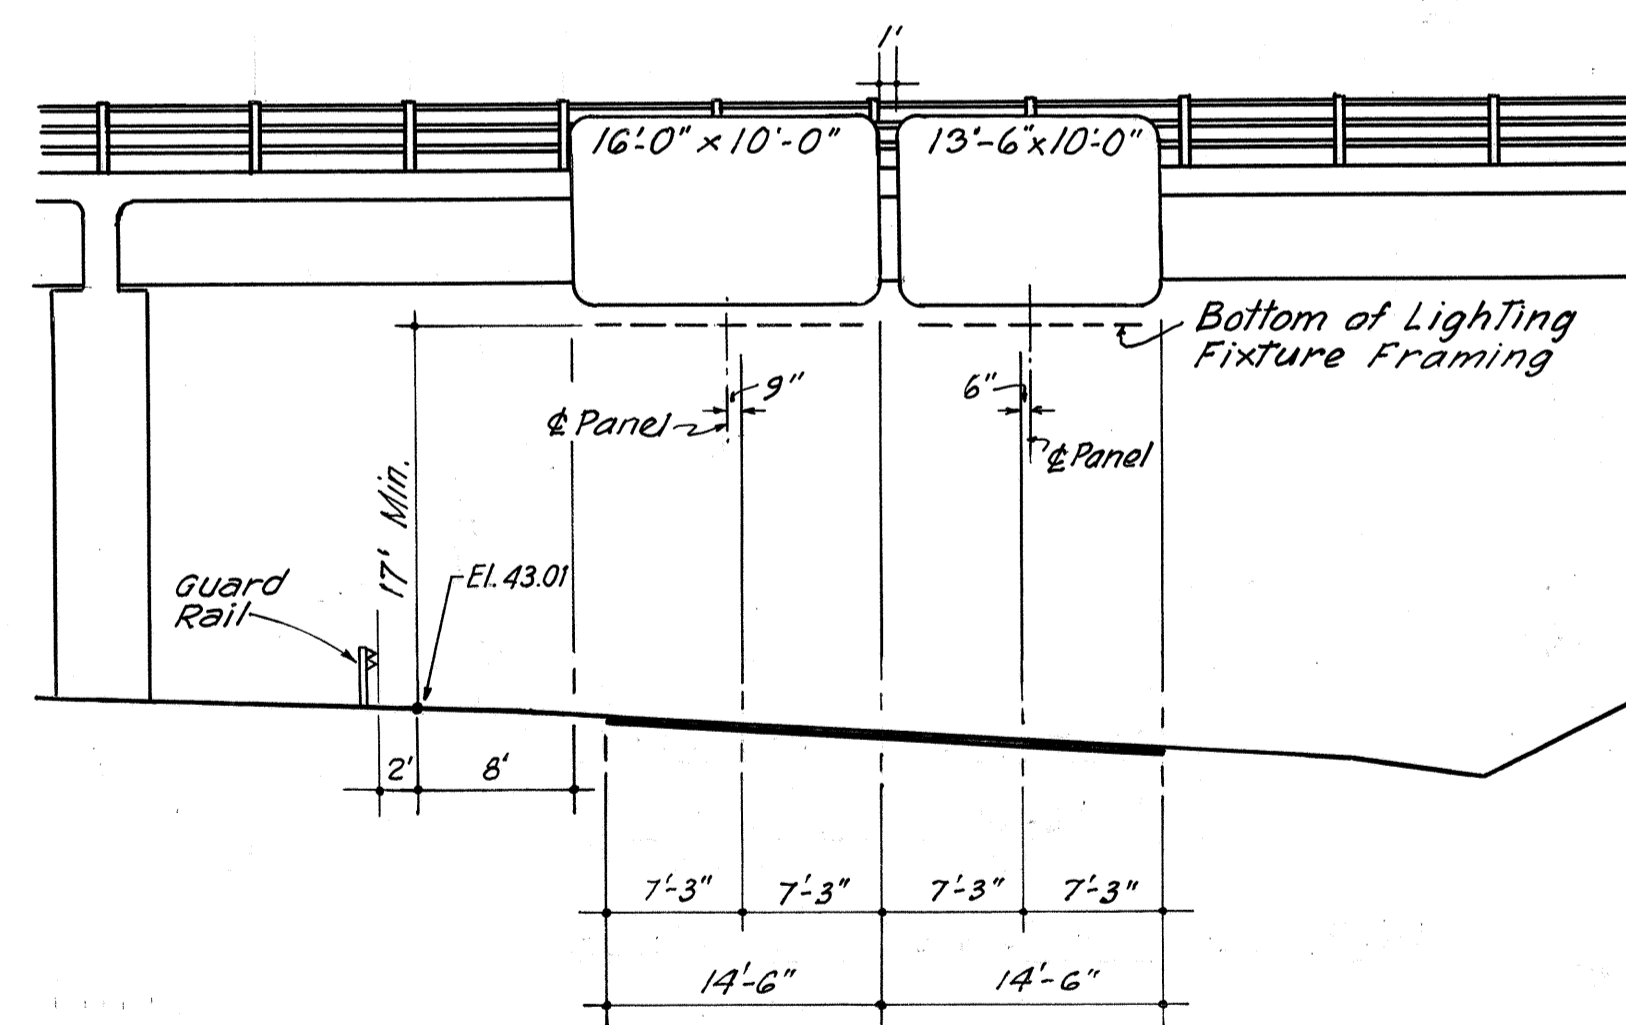 1'
16'-0" x 10'-0"
13'-6" x 10'-0"
Bottom of Lighting
Fixture Framing
9"
6"
℄ Panel
℄ Panel
17' Min.
El. 43.01
Guard
Rail
2'
8'
7'-3"
7'-3"
7'-3"
7'-3"
14'-6"
14'-6"